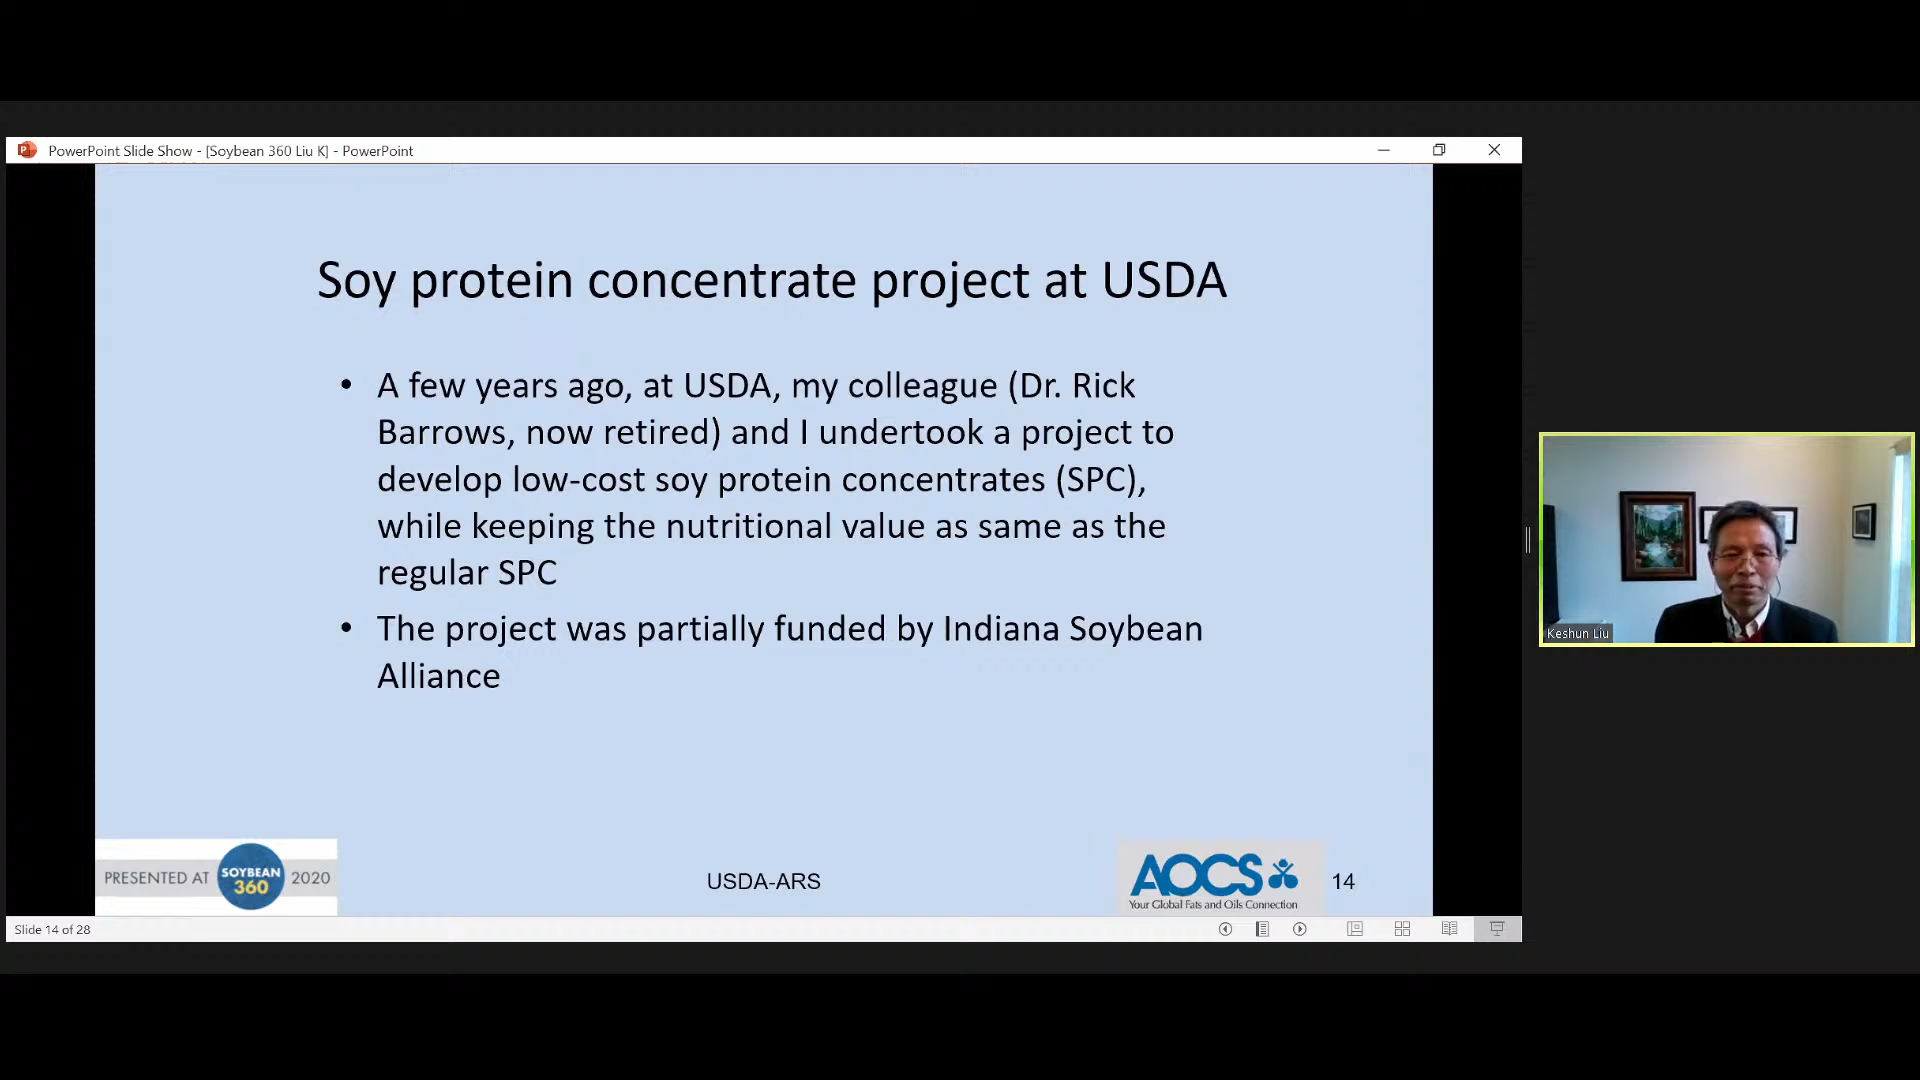 PowerPoint Slide Show - [Soybean 360 Liu K] - PowerPoint
Soy protein concentrate project at USDA
• A few years ago, at USDA, my colleague (Dr. Rick
Barrows, now retired) and I undertook a project to
develop low-cost soy protein concentrates (SPC),
while keeping the nutritional value as same as the
regular SPC
• The project was partially funded by Indiana Soybean
Alliance
Keshun Liu
PRESENTED AT SOYBEAN 360 2020
USDA-ARS
AOCS
Your Global Fats and Oils Connection
14
Slide 14 of 28